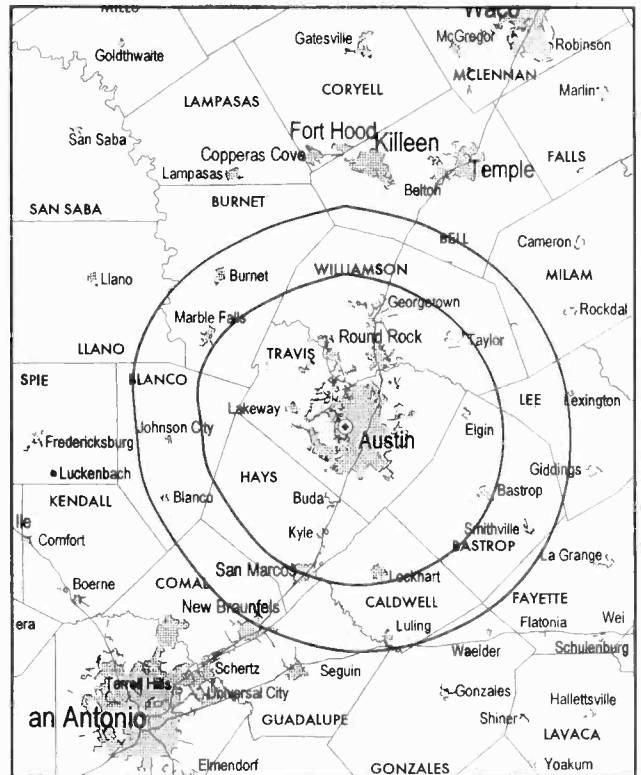 MILLS
Waco
Goldthwaite
Gatesville
McGregor
Robinson
MCLENNAN
CORYELL
Marlin
LAMPASAS
Fort Hood
Killeen
San Saba
Copperas Cove
FALLS
Lampasas
Temple
Belton
BURNET
SAN SABA
BELL
Cameron
WILLIAMSON
MILAM
Llano
Burnet
Georgetown
Rockdal
Marble Falls
Round Rock
Taylor
LLANO
TRAVIS
SPIE
BLANCO
LEE
Lexington
Lakeway
Elgin
Johnson City
Austin
Fredericksburg
Luckenbach
HAYS
Giddings
KENDALL
Blanco
Buda
Bastrop
lle
Kyle
Smithville
Comfort
BASTROP
La Grange
San Marcos
Lockhart
Boerne
COMAL
CALDWELL
FAYETTE
New Braunfels
era
Luling
Flatonia
Wei
Waelder
Schulenburg
Schertz
Seguin
Terrell Hills
Universal City
Gonzales
Hallettsville
an Antonio
GUADALUPE
Shiner
LAVACA
Elmendorf
GONZALES
Yoakum